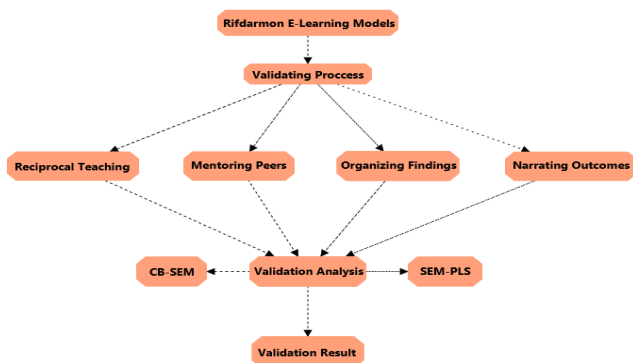 Rifdarmon E-Learning Models
Validating Proccess
Reciprocal Teaching
Mentoring Peers
Organizing Findings
Narrating Outcomes
CB-SEM
Validation Analysis
SEM-PLS
Validation Result